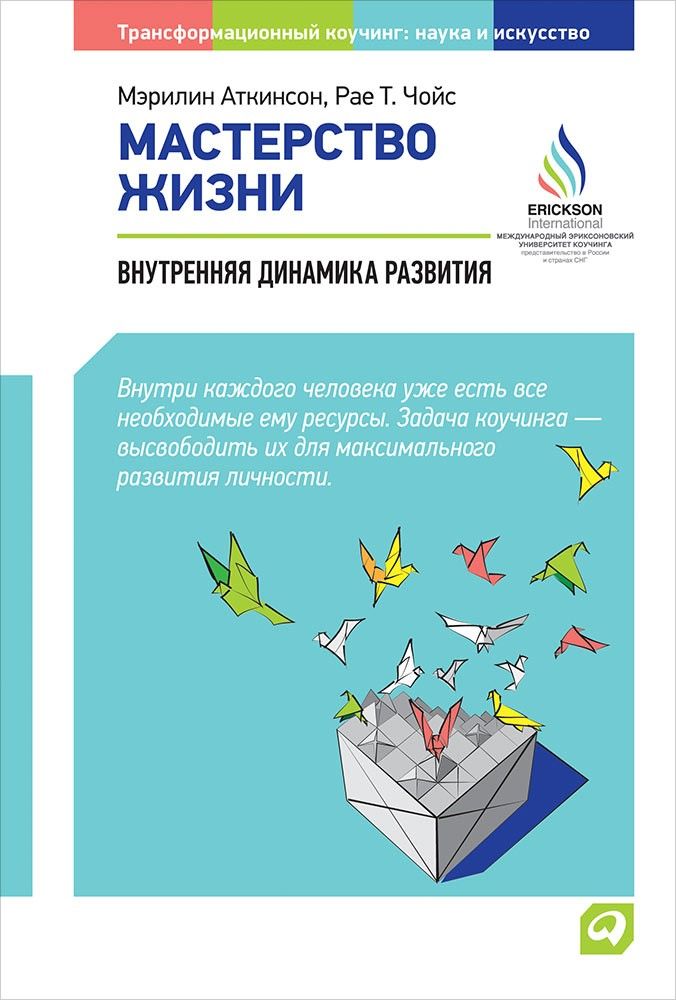 Трансформационный коучинг: наука и искусство
Мэрилин Аткинсон, Рае Т. Чойс
МАСТЕРСТВО
ЖИЗНИ
ERICKSON
International
МЕЖДУНАРОДНЫЙ ЭРИКСОНОВСКИЙ
УНИВЕРСИТЕТ КОУЧИНГА
представительство в России
и странах СНГ
ВНУТРЕННЯЯ ДИНАМИКА РАЗВИТИЯ
Внутри каждого человека уже есть все
необходимые ему ресурсы. Задача коучинга —
высвободить их для максимального
развития личности.